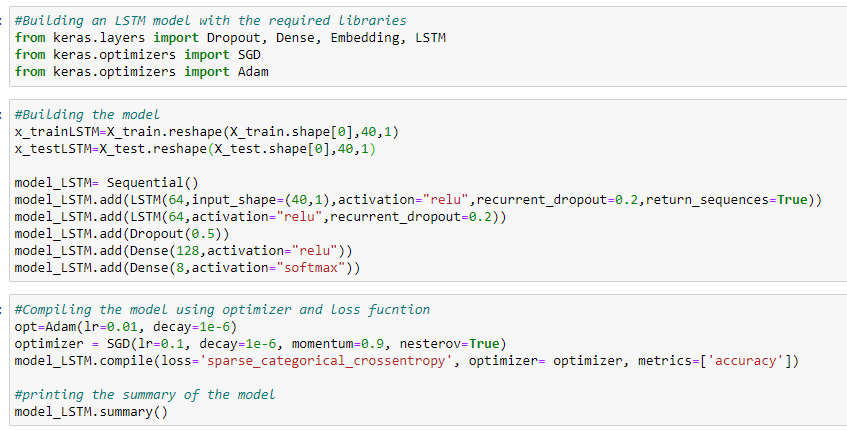 #Building an LSTM model with the required libraries
from keras.layers import Dropout, Dense, Embedding, LSTM
from keras.optimizers import SGD
from keras.optimizers import Adam
#Building the model
x_trainLSTM=X_train.reshape(X_train.shape[0],40,1)
x_testLSTM=X_test.reshape(X_test.shape[0],40,1)
model_LSTM= Sequential()
model_LSTM.add(LSTM(64,input_shape=(40,1),activation="relu",recurrent_dropout=0.2,return_sequences=True))
model_LSTM.add(LSTM(64,activation="relu",recurrent_dropout=0.2))
model_LSTM.add(Dropout(0.5))
model_LSTM.add(Dense(128,activation="relu"))
model_LSTM.add(Dense(8,activation="softmax"))
#Compiling the model using optimizer and loss fucntion
opt=Adam(lr=0.01, decay=1e-6)
optimizer = SGD(lr=0.1, decay=1e-6, momentum=0.9, nesterov=True)
model_LSTM.compile(loss='sparse_categorical_crossentropy', optimizer= optimizer, metrics=['accuracy'])
#printing the summary of the model
model_LSTM.summary()